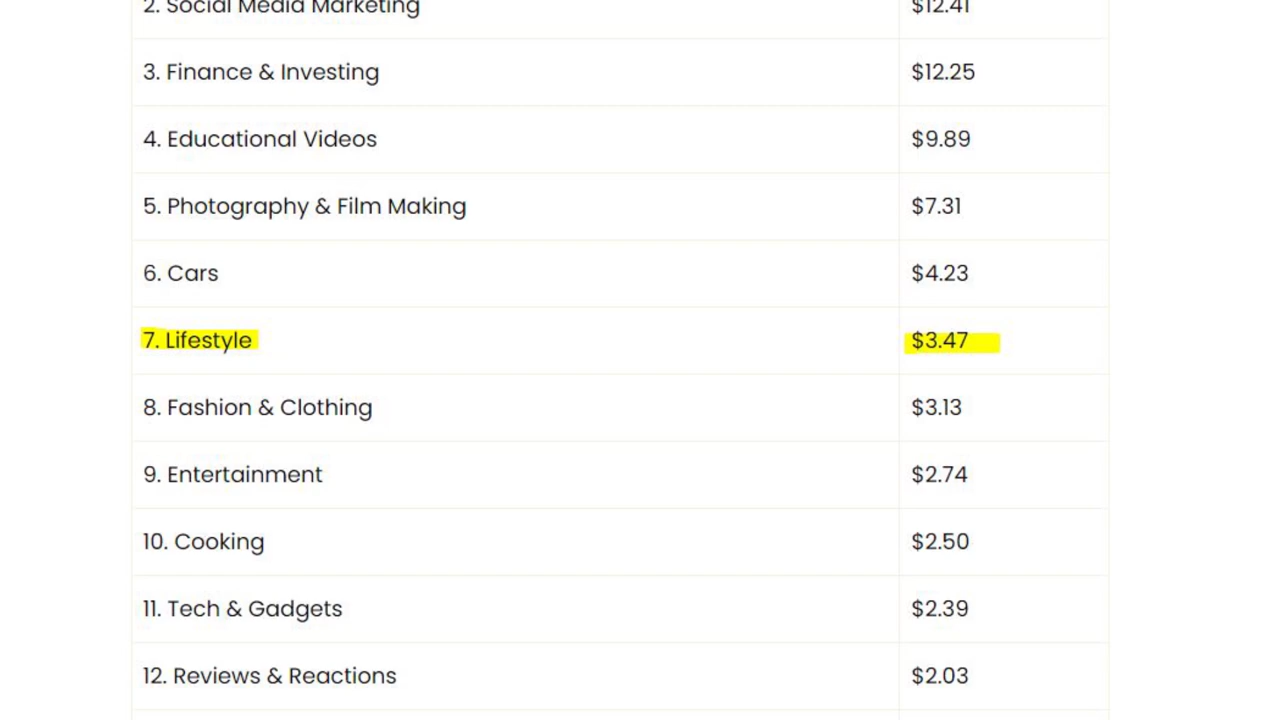 2. Social Media Marketing $12.41
3. Finance & Investing $12.25
4. Educational Videos $9.89
5. Photography & Film Making $7.31
6. Cars $4.23
7. Lifestyle $3.47
8. Fashion & Clothing $3.13
9. Entertainment $2.74
10. Cooking $2.50
11. Tech & Gadgets $2.39
12. Reviews & Reactions $2.03